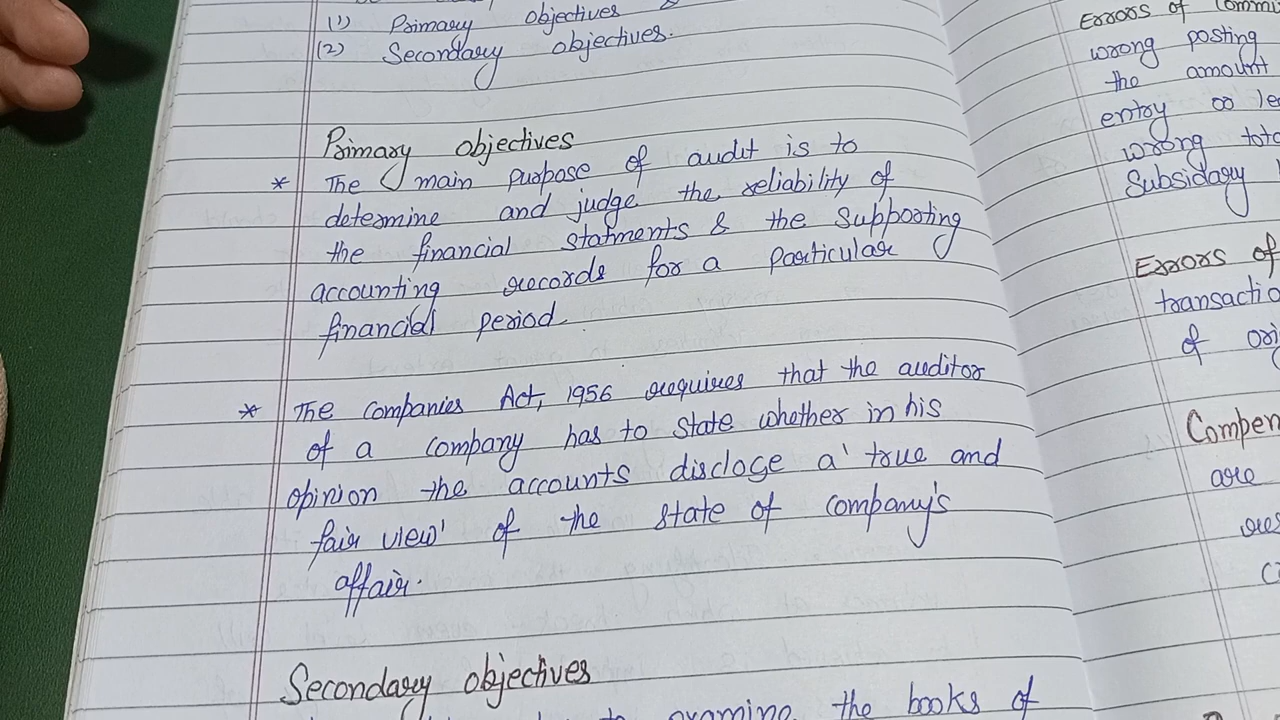 (1) Primary objectives &
(2) Secondary objectives.
Primary objectives
* The main purpose of audit is to
determine and judge the reliability of
the financial statments & the supporting
accounting records for a particular
financial period.
* The companies Act, 1956 requires that the auditor
of a company has to state whether in his
opinion the accounts disclose a 'true and
fair view' of the state of company's
affair.
Secondary objectives
to examine the books of
Errors of
wrong posting
the amount
entry or
wrong
Subsidary
Errors of
of
are